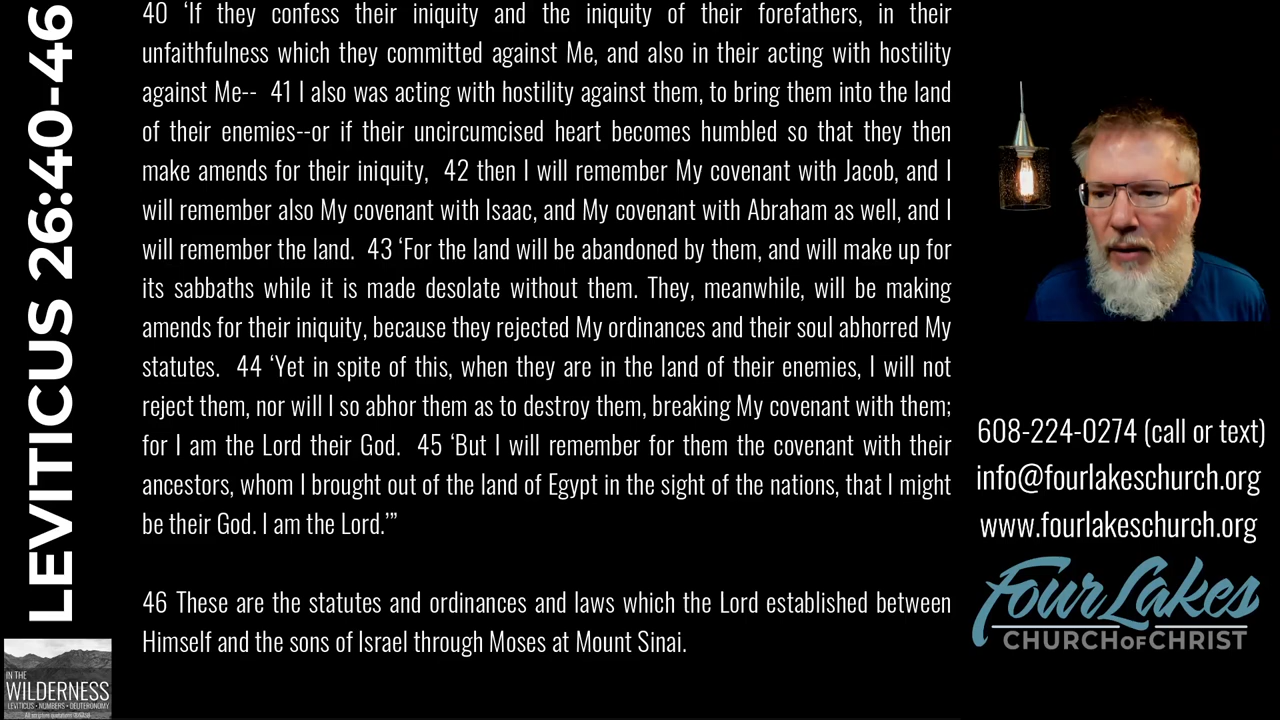 LEVITICUS 26:40-46
40 ‘If they confess their iniquity and the iniquity of their forefathers, in their
unfaithfulness which they committed against Me, and also in their acting with hostility
against Me-- 41 I also was acting with hostility against them, to bring them into the land
of their enemies--or if their uncircumcised heart becomes humbled so that they then
make amends for their iniquity, 42 then I will remember My covenant with Jacob, and I
will remember also My covenant with Isaac, and My covenant with Abraham as well, and I
will remember the land. 43 ‘For the land will be abandoned by them, and will make up for
its sabbaths while it is made desolate without them. They, meanwhile, will be making
amends for their iniquity, because they rejected My ordinances and their soul abhorred My
statutes. 44 ‘Yet in spite of this, when they are in the land of their enemies, I will not
reject them, nor will I so abhor them as to destroy them, breaking My covenant with them;
for I am the Lord their God. 45 ‘But I will remember for them the covenant with their
ancestors, whom I brought out of the land of Egypt in the sight of the nations, that I might
be their God. I am the Lord.’”
46 These are the statutes and ordinances and laws which the Lord established between
Himself and the sons of Israel through Moses at Mount Sinai.
608-224-0274 (call or text)
info@fourlakeschurch.org
www.fourlakeschurch.org
Four Lakes
CHURCH OF CHRIST
IN THE
WILDERNESS
LEVITICUS • NUMBERS • DEUTERONOMY
All scripture quotations